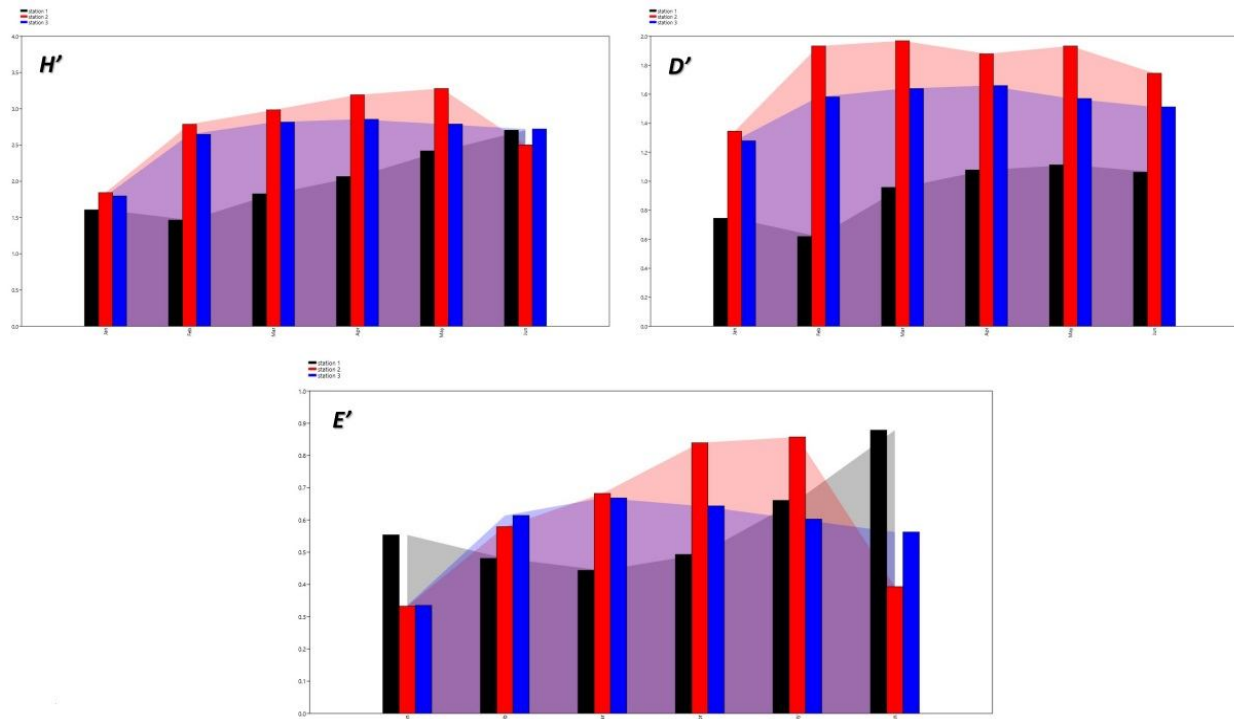 station 1
station 2
station 3
H'
4.0
3.5
3.0
2.5
2.0
1.5
1.0
0.5
0.0
Jan
Feb
Mar
Apr
May
Jun
station 1
station 2
station 3
D'
2.0
1.8
1.6
1.4
1.2
1.0
0.8
0.6
0.4
0.2
0.0
Jan
Feb
Mar
Apr
May
Jun
station 1
station 2
station 3
E'
1.0
0.9
0.8
0.7
0.6
0.5
0.4
0.3
0.2
0.1
0.0